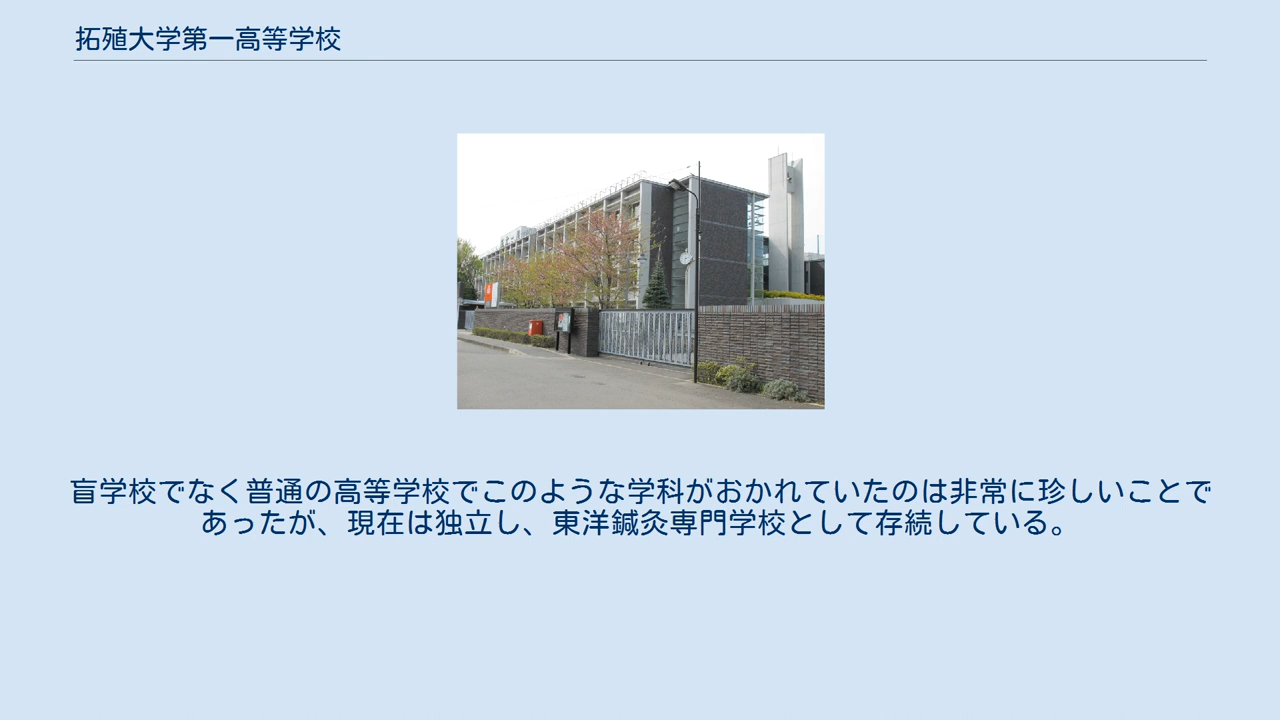 拓殖大学第一高等学校
盲学校でなく普通の高等学校でこのような学科がおかれていたのは非常に珍しいことで
あったが、現在は独立し、東洋鍼灸専門学校として存続している。